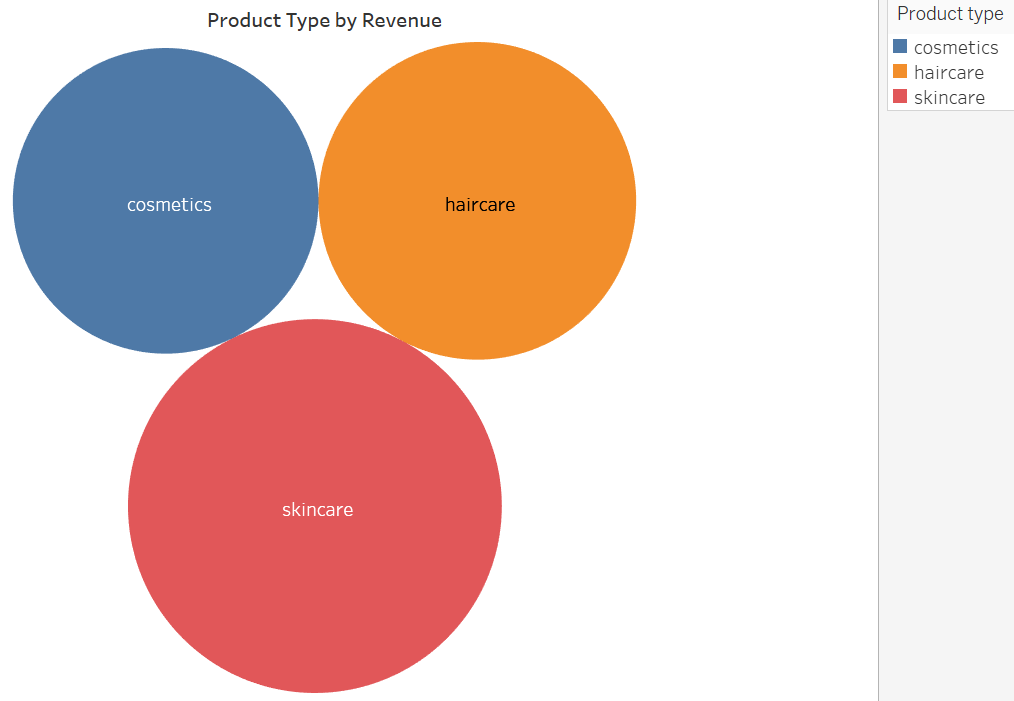 Product Type by Revenue
Product type
cosmetics
haircare
skincare
cosmetics
haircare
skincare